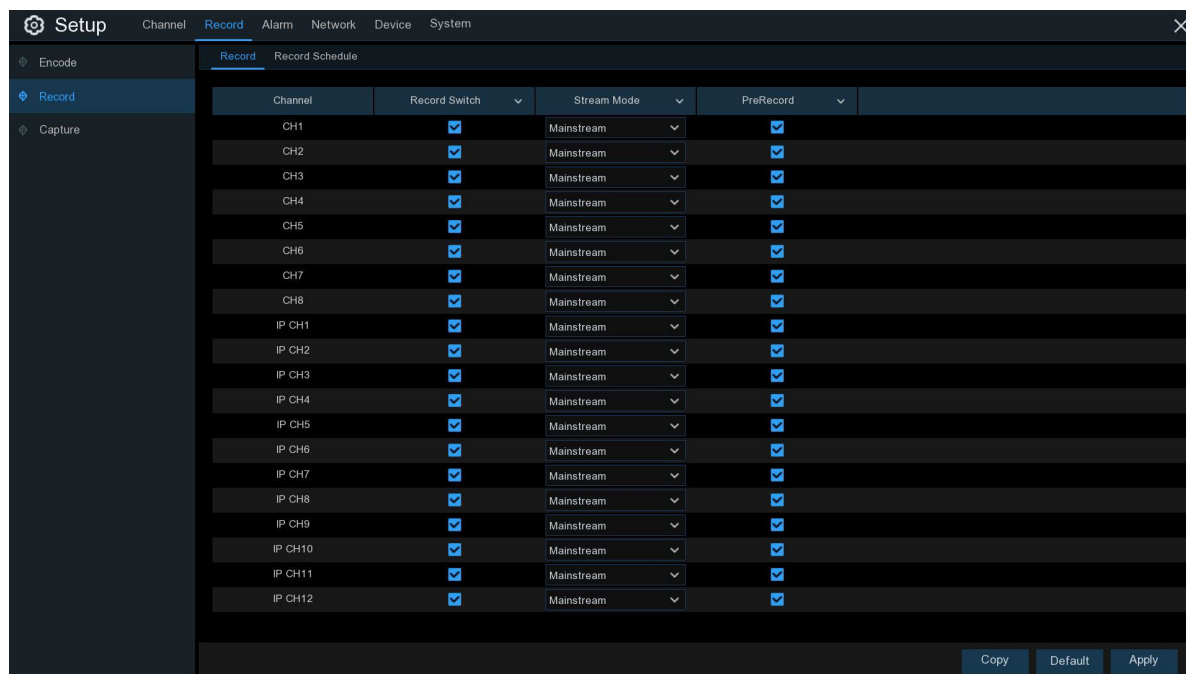 Setup Channel Record Alarm Network Device System
Encode
Record
Capture
Record Record Schedule
Channel Record Switch Stream Mode PreRecord
CH1 Mainstream
CH2 Mainstream
CH3 Mainstream
CH4 Mainstream
CH5 Mainstream
CH6 Mainstream
CH7 Mainstream
CH8 Mainstream
IP CH1 Mainstream
IP CH2 Mainstream
IP CH3 Mainstream
IP CH4 Mainstream
IP CH5 Mainstream
IP CH6 Mainstream
IP CH7 Mainstream
IP CH8 Mainstream
IP CH9 Mainstream
IP CH10 Mainstream
IP CH11 Mainstream
IP CH12 Mainstream
Copy Default Apply